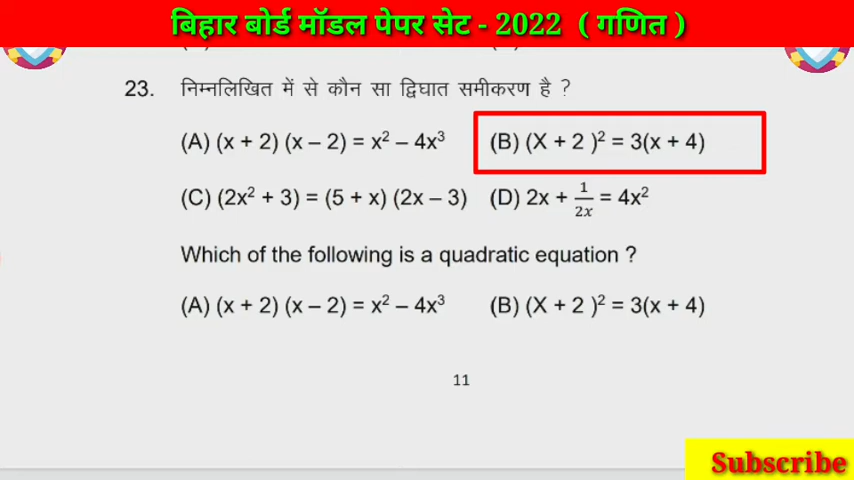 बिहार बोर्ड मॉडल पेपर सेट - 2022 ( गणित )
23. निम्नलिखित में से कौन सा द्विघात समीकरण है ?
(A) (x + 2) (x – 2) = x² – 4x³ (B) (X + 2 )² = 3(x + 4)
(C) (2x² + 3) = (5 + x) (2x – 3) (D) 2x + 1/2x = 4x²
Which of the following is a quadratic equation ?
(A) (x + 2) (x – 2) = x² – 4x³ (B) (X + 2 )² = 3(x + 4)
11
Subscribe